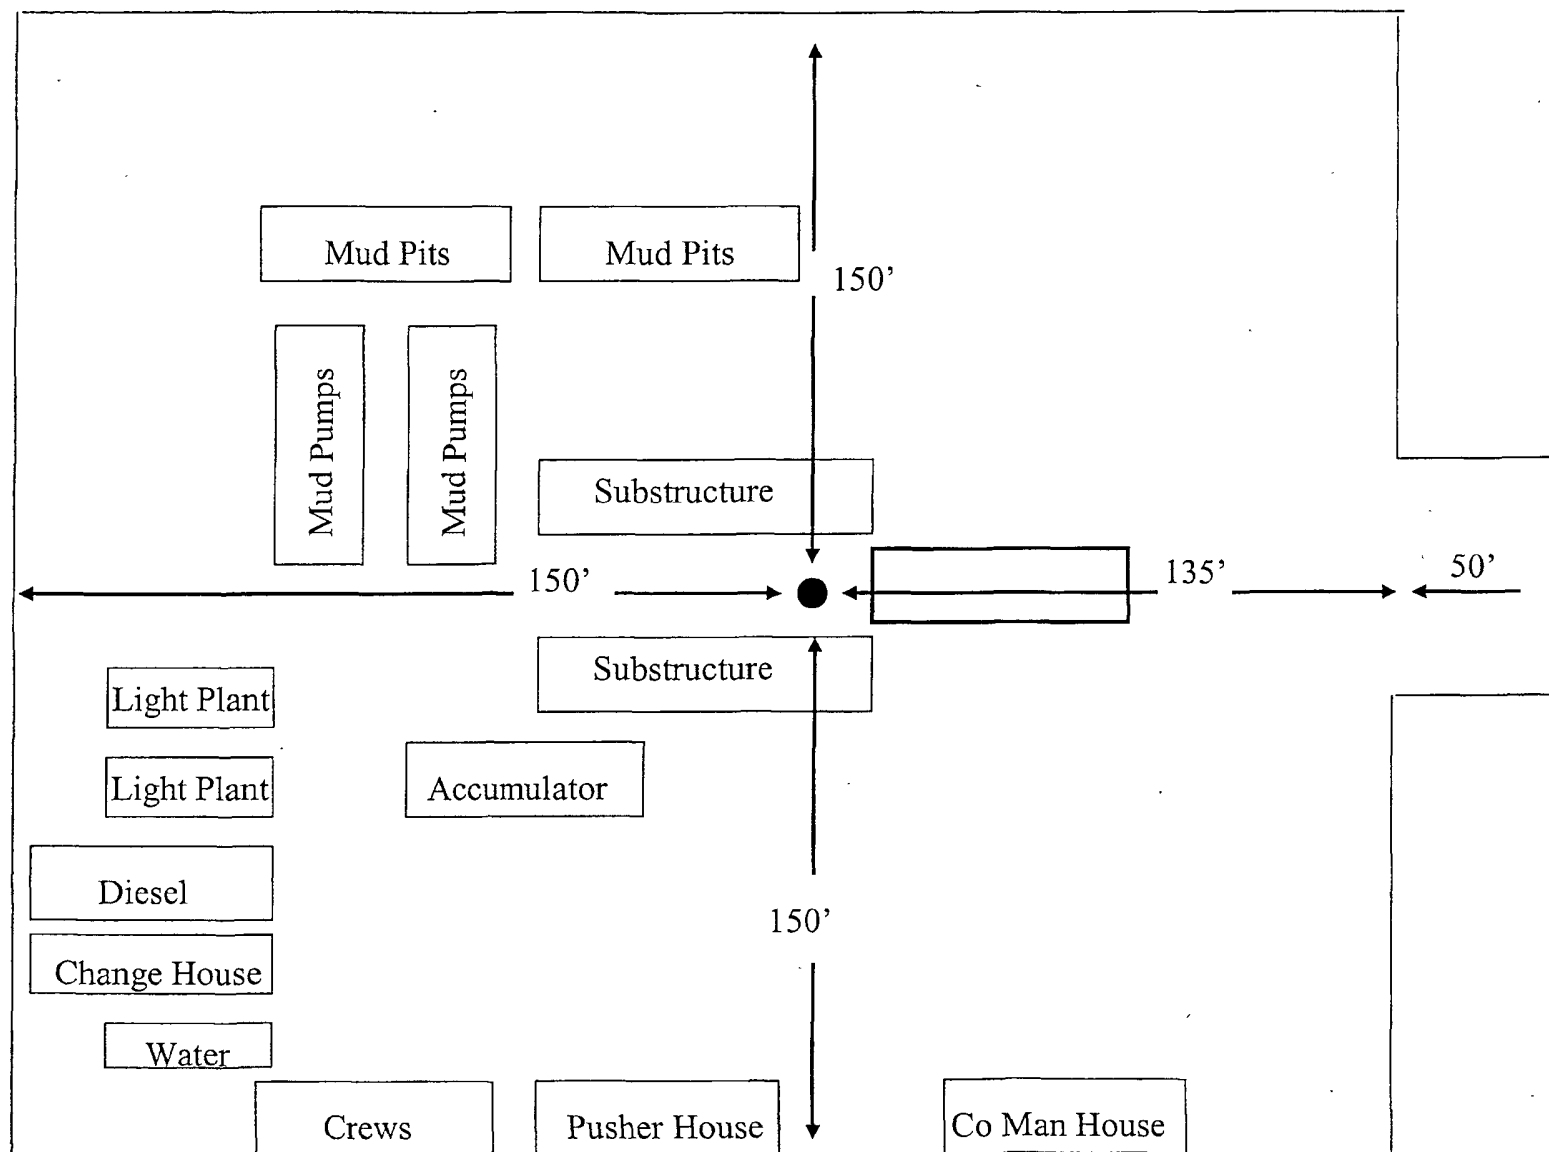 Mud Pits
Mud Pits
150’
Mud Pumps
Mud Pumps
Substructure
150’
135’
50’
Substructure
Light Plant
Light Plant
Accumulator
Diesel
150’
Change House
Water
Crews
Pusher House
Co Man House